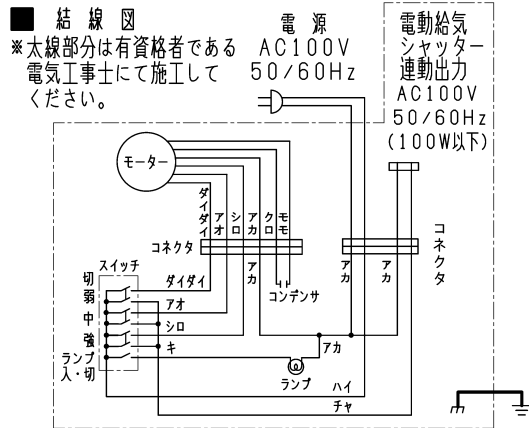 ■ 結線図
※太線部分は有資格者である
電気工事士にて施工して
ください。
電源
AC100V
50/60Hz
電動給気
シャッター
連動出力
AC100V
50/60Hz
(100W以下)
モーター
ダイダイ
アオ
シロ
アカ
クロ
モモ
コネクタ
コネクタ
アカ
アカ
アカ
コンデンサ
スイッチ
切
弱
中
強
ランプ
入・切
ダイダイ
アオ
シロ
キ
アカ
ランプ
ハイ
チャ